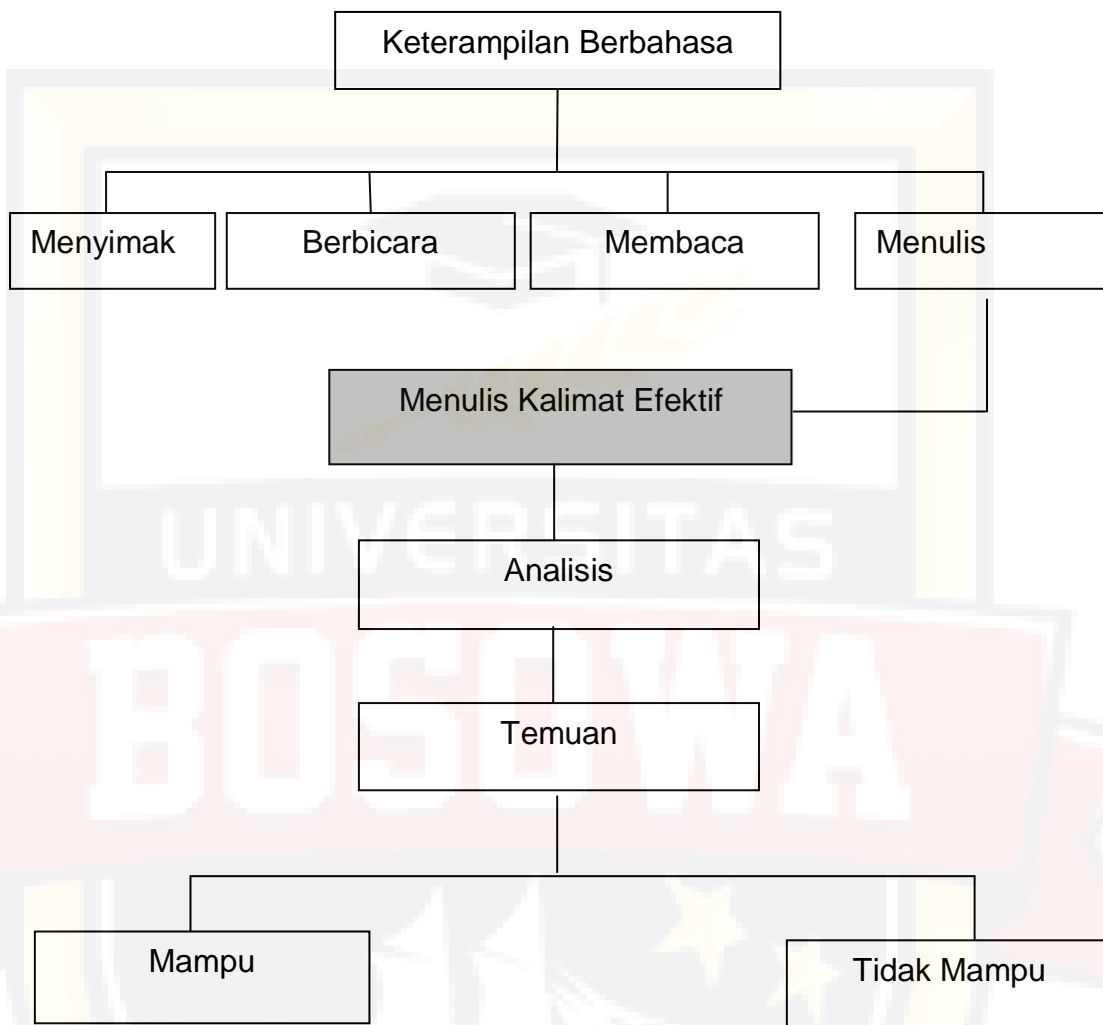 Keterampilan Berbahasa
Menyimak
Berbicara
Membaca
Menulis
Menulis Kalimat Efektif
UNIVERSITAS
Analisis
BOSOWA
Temuan
Mampu
Tidak Mampu